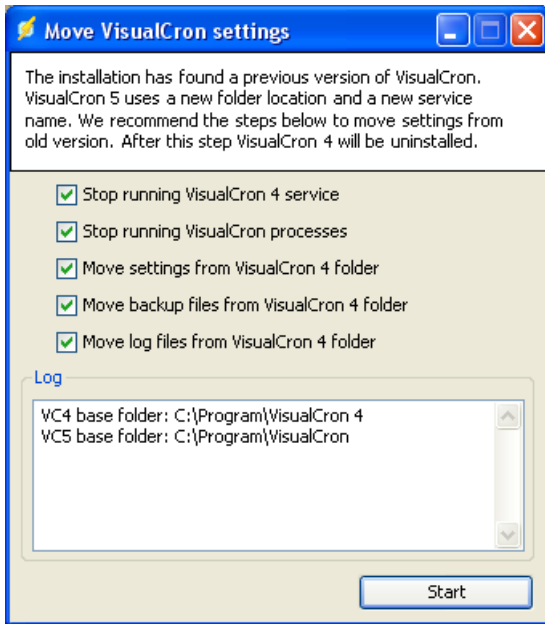 Move VisualCron settings
The installation has found a previous version of VisualCron.
VisualCron 5 uses a new folder location and a new service
name. We recommend the steps below to move settings from
old version. After this step VisualCron 4 will be uninstalled.
Stop running VisualCron 4 service
Stop running VisualCron processes
Move settings from VisualCron 4 folder
Move backup files from VisualCron 4 folder
Move log files from VisualCron 4 folder
Log
VC4 base folder: C:\Program\VisualCron 4
VC5 base folder: C:\Program\VisualCron
Start